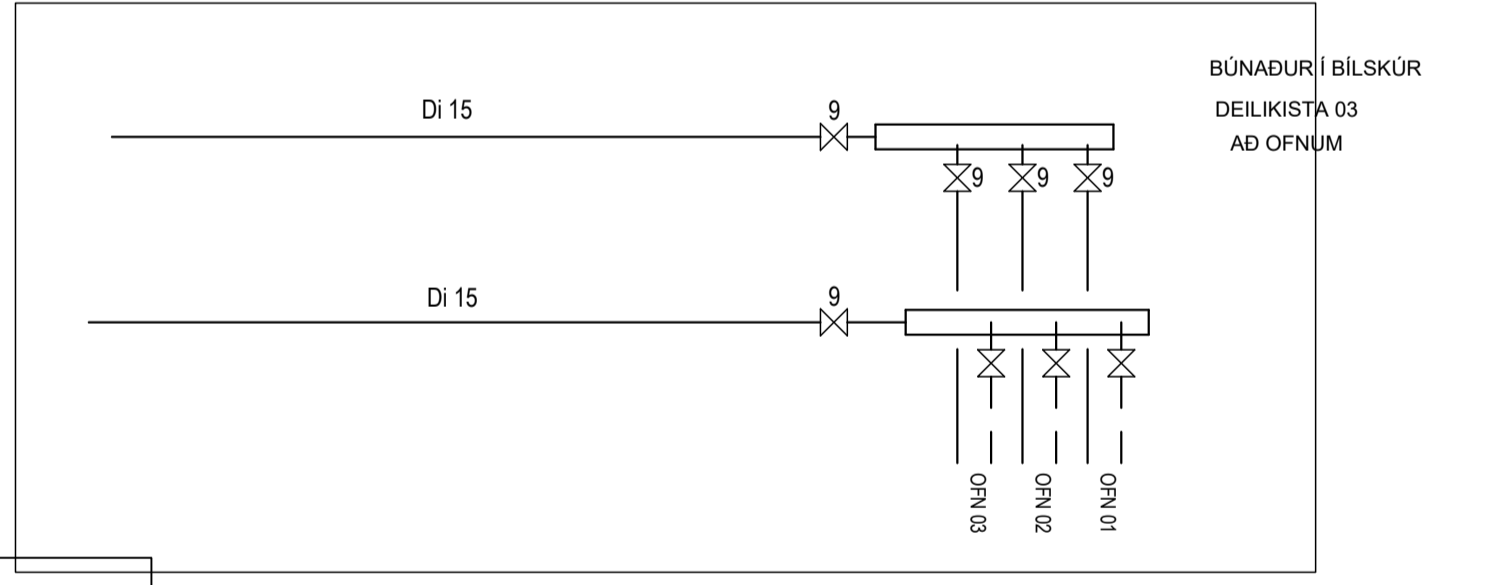 BÚNAÐUR Í BÍLSKÚR
DEILIKISTA 03
AÐ OFNUM
Di 15
9
9
9
9
Di 15
9
OFN 03
OFN 02
OFN 01